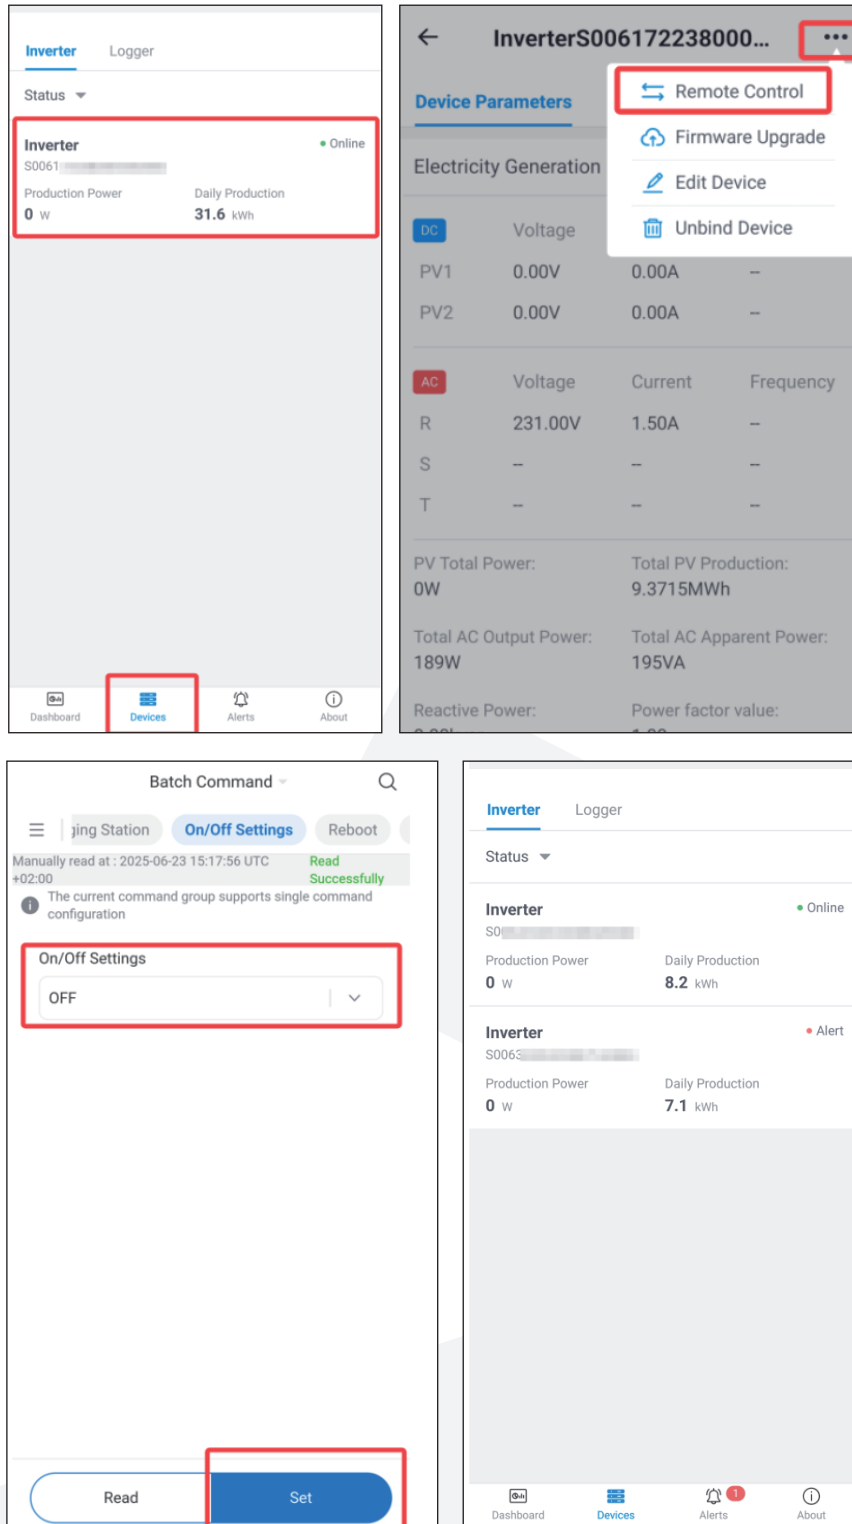 Inverter Logger
Status
Inverter Online
S0061
Production Power Daily Production
0 W 31.6 kWh
Dashboard Devices Alerts About
InverterS006172238000...
Device Parameters
Remote Control
Firmware Upgrade
Edit Device
Unbind Device
Electricity Generation
DC Voltage
PV1 0.00V 0.00A --
PV2 0.00V 0.00A --
AC Voltage Current Frequency
R 231.00V 1.50A --
S -- -- --
T -- -- --
PV Total Power: Total PV Production:
0W 9.3715MWh
Total AC Output Power: Total AC Apparent Power:
189W 195VA
Reactive Power: Power factor value:
Batch Command
ging Station On/Off Settings Reboot
Manually read at : 2025-06-23 15:17:56 UTC Read
+02:00 Successfully
The current command group supports single command
configuration
On/Off Settings
OFF
Read Set
Inverter Logger
Status
Inverter Online
S0
Production Power Daily Production
0 W 8.2 kWh
Inverter Alert
S0063
Production Power Daily Production
0 W 7.1 kWh
1
Dashboard Devices Alerts About